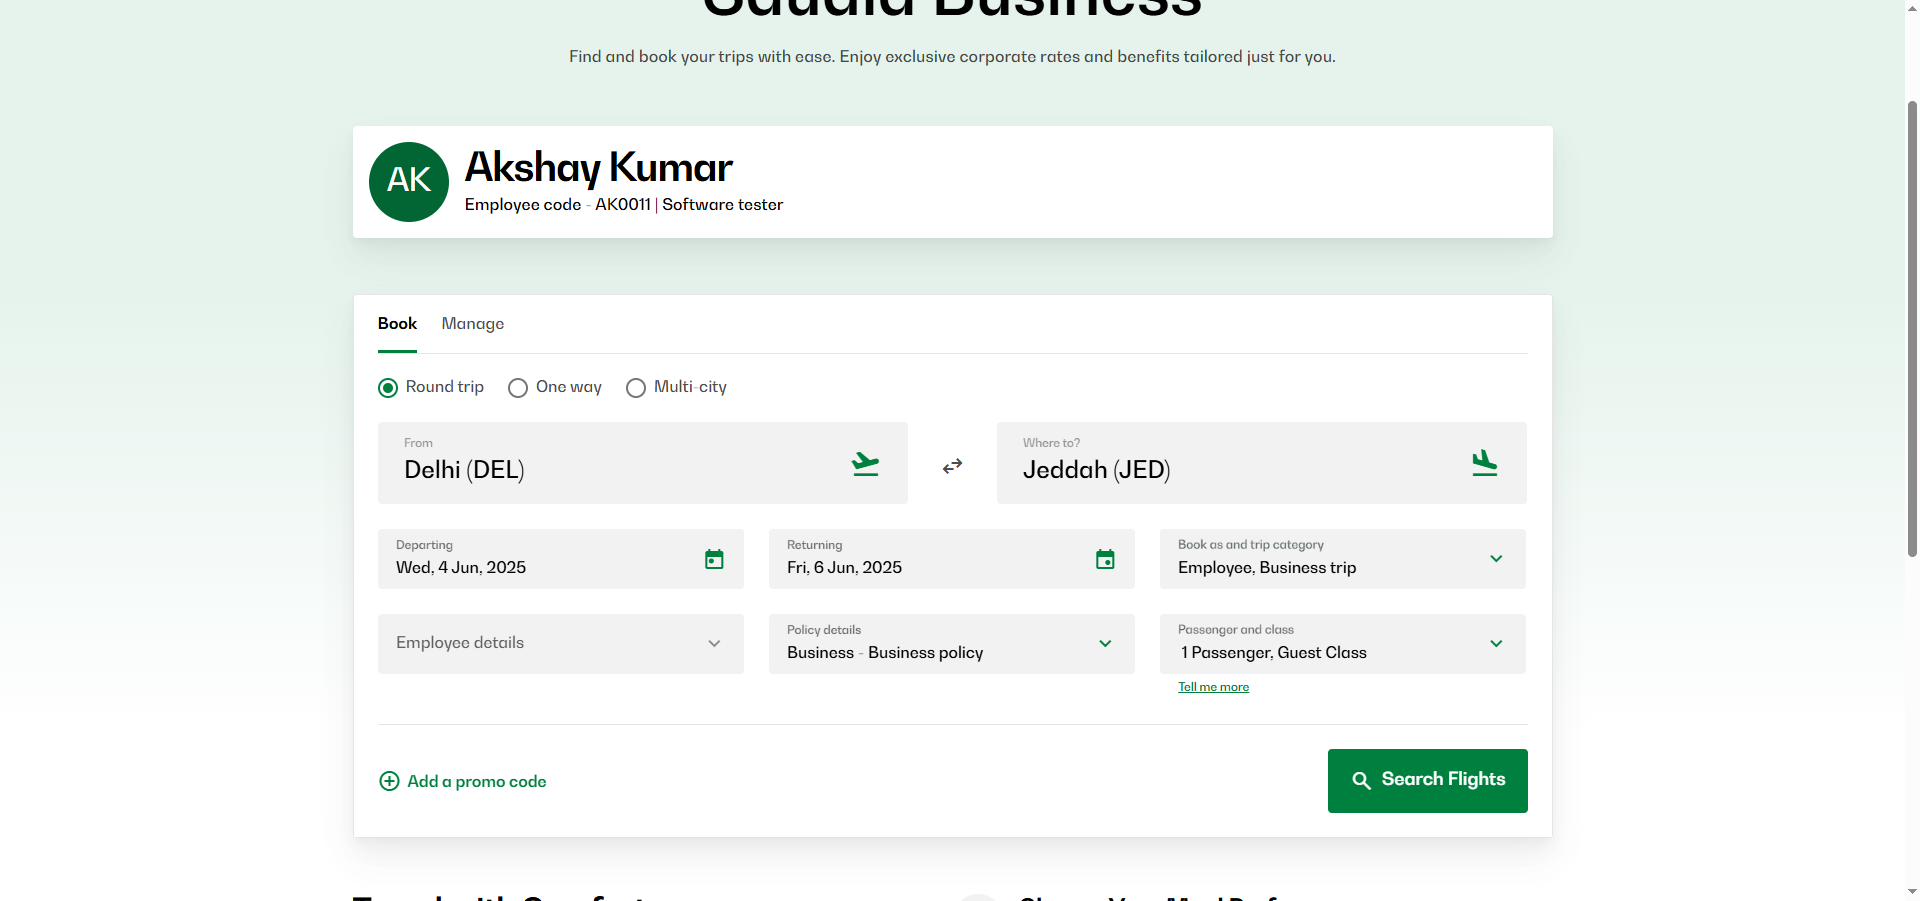 Saudia Business
Find and book your trips with ease. Enjoy exclusive corporate rates and benefits tailored just for you.
AK
Akshay Kumar
Employee code - AK0011 | Software tester
Book Manage
Round trip One way Multi-city
From
Delhi (DEL)
Where to?
Jeddah (JED)
Departing
Wed, 4 Jun, 2025
Returning
Fri, 6 Jun, 2025
Book as and trip category
Employee, Business trip
Employee details
Policy details
Business - Business policy
Passenger and class
1 Passenger, Guest Class
Tell me more
Add a promo code
Search Flights